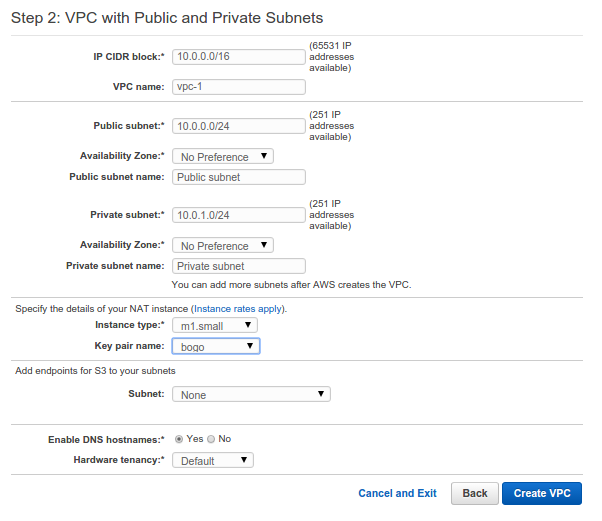 Step 2: VPC with Public and Private Subnets
IP CIDR block:* 10.0.0.0/16 (65531 IP
addresses
available)
VPC name: vpc-1
Public subnet:* 10.0.0.0/24 (251 IP
addresses
available)
Availability Zone:* No Preference
Public subnet name: Public subnet
Private subnet:* 10.0.1.0/24 (251 IP
addresses
available)
Availability Zone:* No Preference
Private subnet name: Private subnet
You can add more subnets after AWS creates the VPC.
Specify the details of your NAT instance (Instance rates apply).
Instance type:* m1.small
Key pair name: bogo
Add endpoints for S3 to your subnets
Subnet: None
Enable DNS hostnames:* Yes No
Hardware tenancy:* Default
Cancel and Exit Back Create VPC